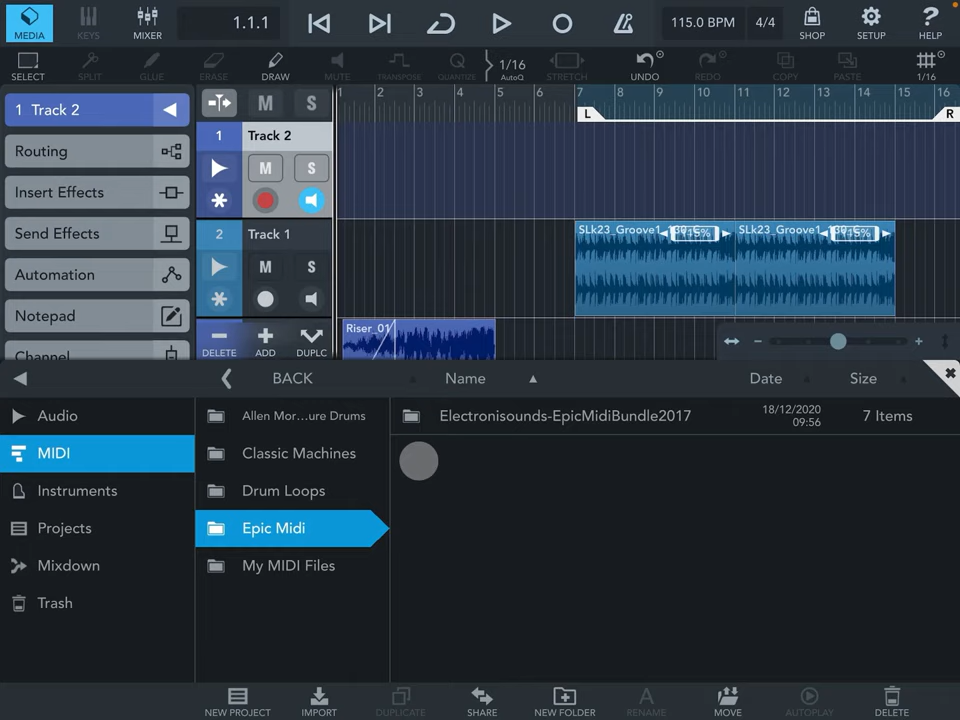 MEDIA
KEYS
MIXER
1.1.1
115.0 BPM
4/4
SHOP
SETUP
? HELP
SELECT
SPLIT
GLUE
ERASE
DRAW
MUTE
TRANSPOSE
QUANTIZE
1/16
AutoQ
STRETCH
UNDO
REDO
COPY
PASTE
1/16
1 Track 2
M S
1 2 3 4 5 6 7 8 9 10 11 12 13 14 15 16
L R
Routing
Insert Effects
Send Effects
Automation
Notepad
Channel
1 Track 2
M S
2 Track 1
M S
SLk23_Groove1
SLk23_Groove1
DELETE
ADD
DUPLC
Riser_01
BACK
Name
Date
Size
Audio
MIDI
Instruments
Projects
Mixdown
Trash
Allen Mor...ure Drums
Classic Machines
Drum Loops
Epic Midi
My MIDI Files
Electronisounds-EpicMidiBundle2017
18/12/2020
09:56
7 Items
NEW PROJECT
IMPORT
DUPLICATE
SHARE
NEW FOLDER
A
RENAME
MOVE
AUTOPLAY
DELETE